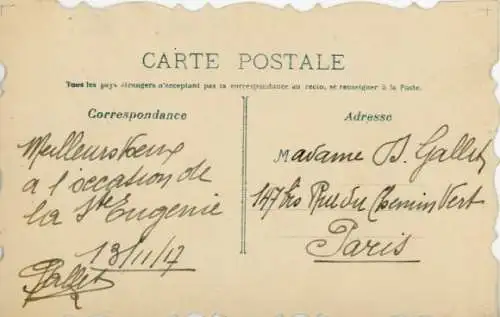 CARTE POSTALE
Tous les pays étrangers n'acceptant pas la correspondance au recto, se renseigner à la Poste.
Correspondance
Meilleurs Vœux
à l'occasion de
la Ste Eugénie
13/11/17
Gallet
Adresse
Madame B. Gallet
147 bis Rue du Chemin Vert
Paris